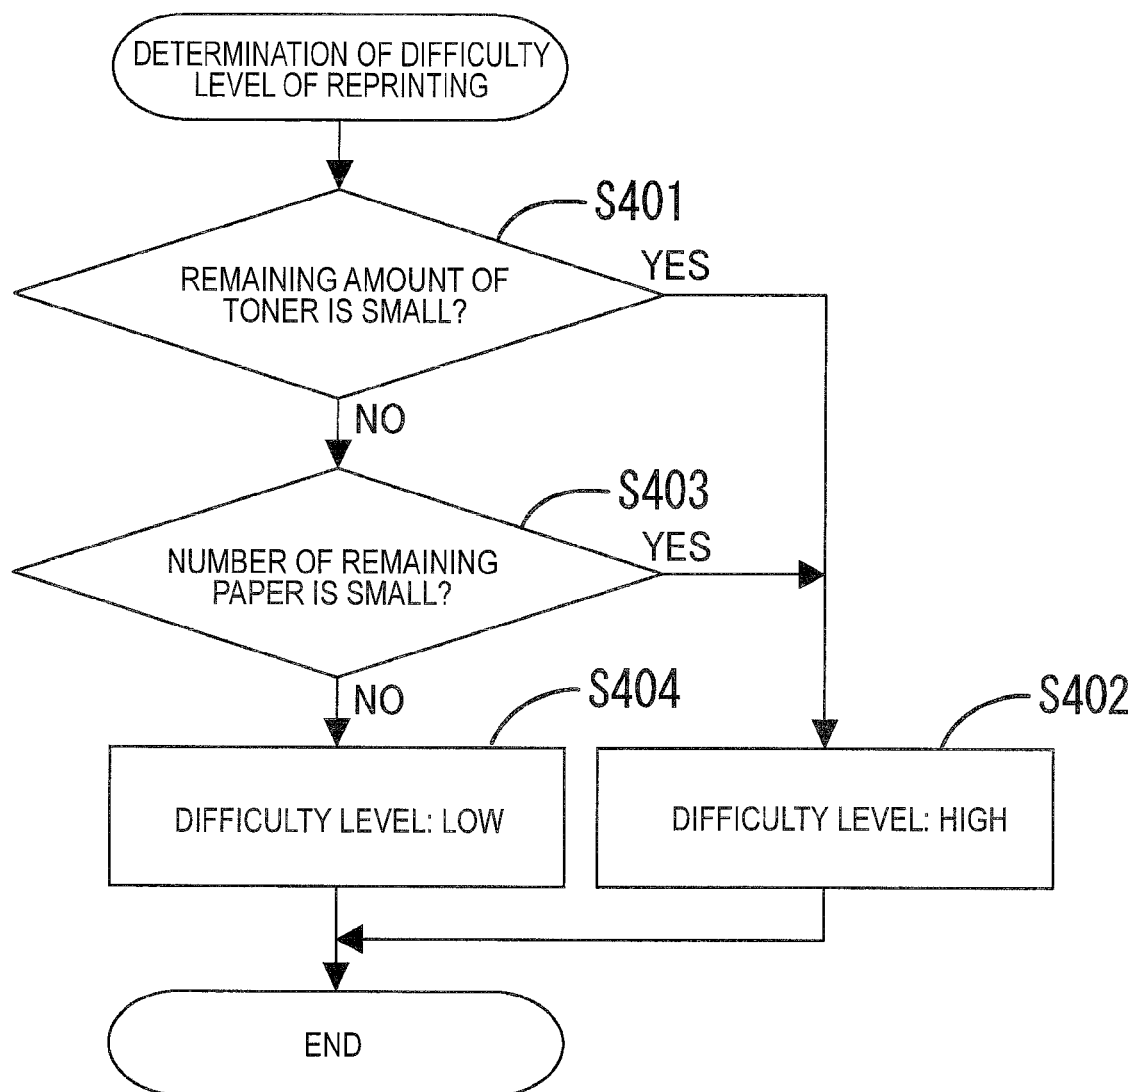 DETERMINATION OF DIFFICULTY
LEVEL OF REPRINTING
S401
YES
REMAINING AMOUNT OF
TONER IS SMALL?
NO
S403
YES
NUMBER OF REMAINING
PAPER IS SMALL?
NO
S404
S402
DIFFICULTY LEVEL: LOW
DIFFICULTY LEVEL: HIGH
END